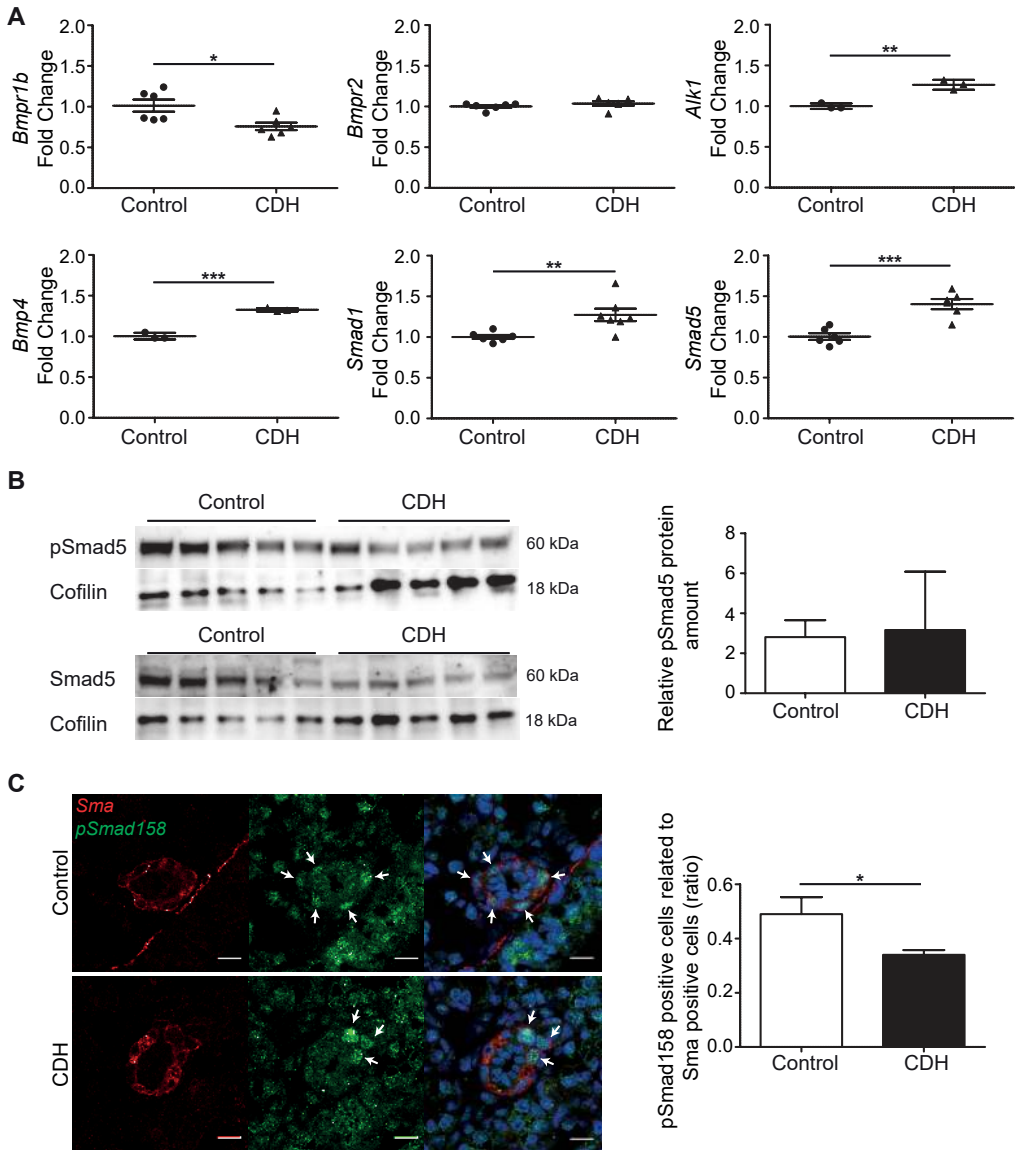 A
Bmpr1b
Fold Change
2.0
1.5
1.0
0.5
0.0
*
Control
CDH
Bmpr2
Fold Change
2.0
1.5
1.0
0.5
0.0
Control
CDH
Alk1
Fold Change
2.0
1.5
1.0
0.5
0.0
**
Control
CDH
Bmp4
Fold Change
2.0
1.5
1.0
0.5
0.0
***
Control
CDH
Smad1
Fold Change
2.0
1.5
1.0
0.5
0.0
**
Control
CDH
Smad5
Fold Change
2.0
1.5
1.0
0.5
0.0
***
Control
CDH
B
Control
CDH
pSmad5
60 kDa
Cofilin
18 kDa
Control
CDH
Smad5
60 kDa
Cofilin
18 kDa
Relative pSmad5 protein
amount
8
6
4
2
0
Control
CDH
C
Sma
pSmad158
Control
CDH
pSmad158 positive cells related to
Sma positive cells (ratio)
0.6
0.4
0.2
0.0
*
Control
CDH